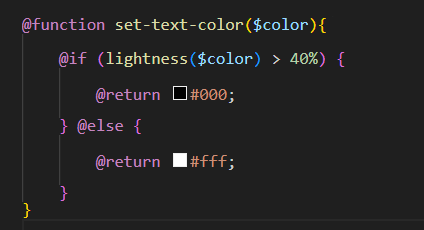 @function set-text-color($color){
@if (lightness($color) > 40%) {
@return #000;
} @else {
@return #fff;
}
}